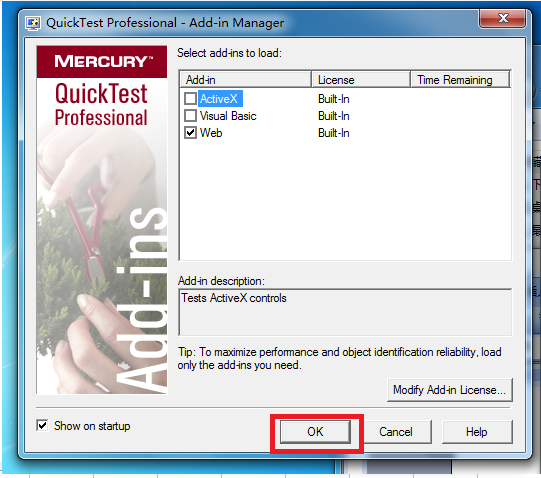 QuickTest Professional - Add-in Manager
MERCURY™
QuickTest
Professional
Add-ins
Select add-ins to load:
Add-in License Time Remaining
ActiveX Built-In
Visual Basic Built-In
Web Built-In
Add-in description:
Tests ActiveX controls
Tip: To maximize performance and object identification reliability, load
only the add-ins you need.
Modify Add-in License...
Show on startup
OK Cancel Help